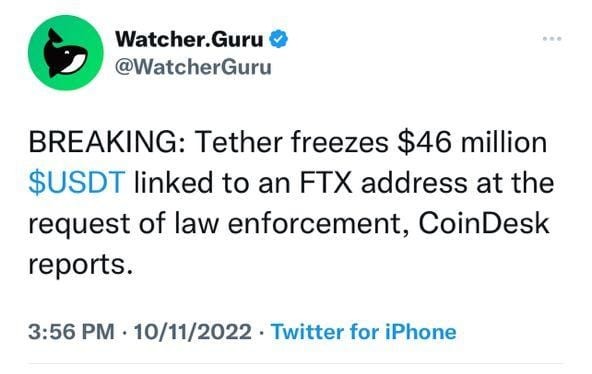 Watcher.Guru
@WatcherGuru
BREAKING: Tether freezes $46 million
$USDT linked to an FTX address at the
request of law enforcement, CoinDesk
reports.
3:56 PM · 10/11/2022 · Twitter for iPhone